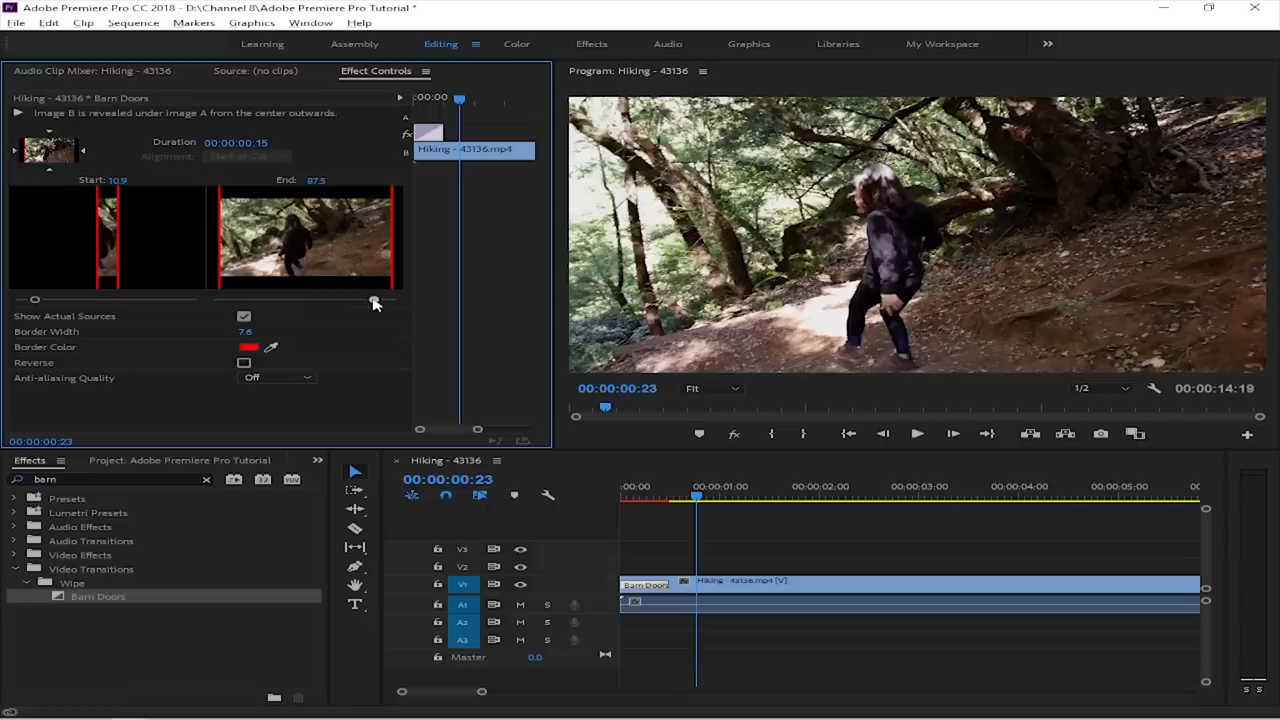 Pr Adobe Premiere Pro CC 2018 - D:\Channel 8\Adobe Premiere Pro Tutorial *
File Edit Clip Sequence Markers Graphics Window Help
Learning Assembly Editing Color Effects Audio Graphics Libraries My Workspace
Audio Clip Mixer: Hiking - 43136 Source: (no clips) Effect Controls
Program: Hiking - 43136
Hiking - 43136 * Barn Doors
:00:00
Image B is revealed under image A from the center outwards.
A
fx
B
Hiking - 43136.mp4
Duration 00:00:00:15
Alignment:
Start: 10.9 End: 87.5
Show Actual Sources
Border Width 7.6
Border Color
Reverse
Anti-aliasing Quality Off
00:00:00:23
00:00:00:23 Fit 1/2 00:00:14:19
Effects Project: Adobe Premiere Pro Tutorial
barn
Presets
Lumetri Presets
Audio Effects
Audio Transitions
Video Effects
Video Transitions
Wipe
Barn Doors
Hiking - 43136
00:00:00:23
:00:00 00:00:01:00 00:00:02:00 00:00:03:00 00:00:04:00 00:00:05:00 00
V3
V2
V1 Barn Doors fx Hiking - 43136.mp4 [V]
A1 M S fx
A2 M S
A3 M S
Master 0.0
S S